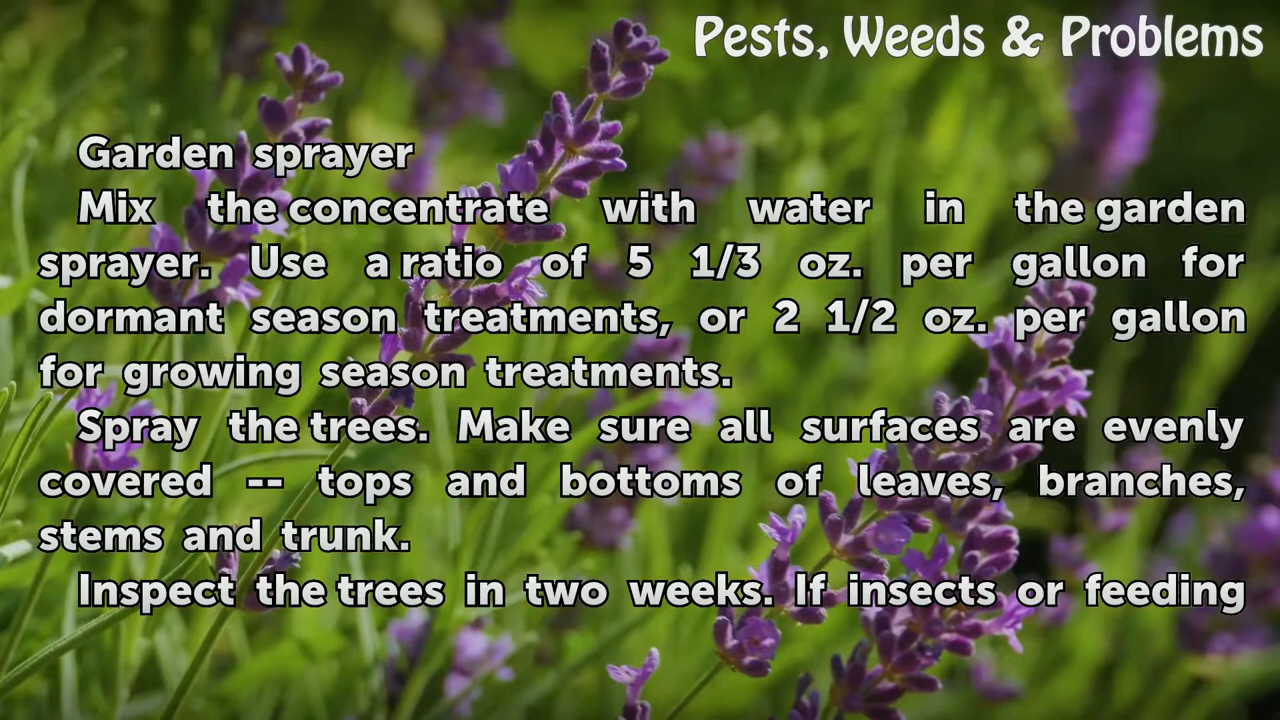 Pests, Weeds & Problems
Garden sprayer
Mix the concentrate with water in the garden
sprayer. Use a ratio of 5 1/3 oz. per gallon for
dormant season treatments, or 2 1/2 oz. per gallon
for growing season treatments.
Spray the trees. Make sure all surfaces are evenly
covered -- tops and bottoms of leaves, branches,
stems and trunk.
Inspect the trees in two weeks. If insects or feeding